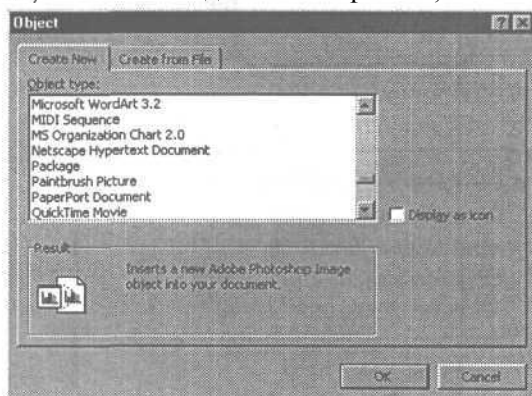 Object
Create New
Create from File
Object type:
Microsoft WordArt 3.2
MIDI Sequence
MS Organization Chart 2.0
Netscape Hypertext Document
Package
Paintbrush Picture
PaperPort Document
QuickTime Movie
Display as icon
Result
Inserts a new Adobe Photoshop Image
object into your document.
OK
Cancel